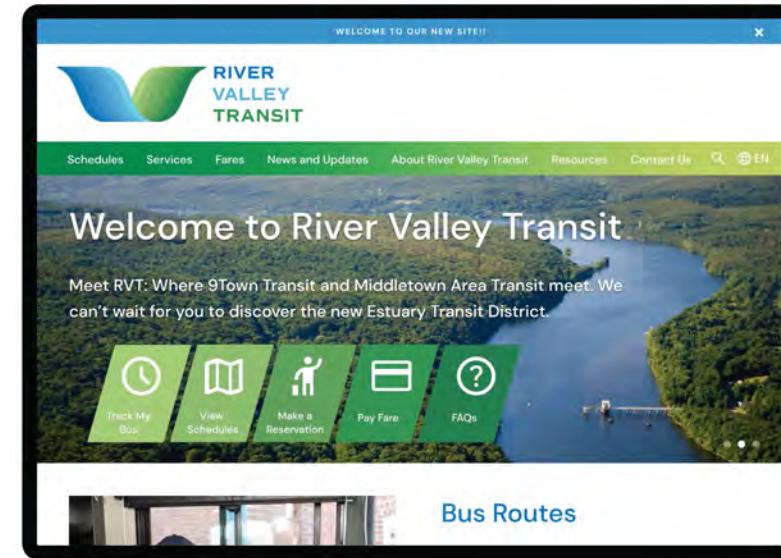 WELCOME TO OUR NEW SITE!!
RIVER
VALLEY
TRANSIT
Schedules Services Fares News and Updates About River Valley Transit Resources Contact Us EN
Welcome to River Valley Transit
Meet RVT: Where 9Town Transit and Middletown Area Transit meet. We
can’t wait for you to discover the new Estuary Transit District.
Track My
Bus
View
Schedules
Make a
Reservation
Pay Fare
FAQs
Bus Routes